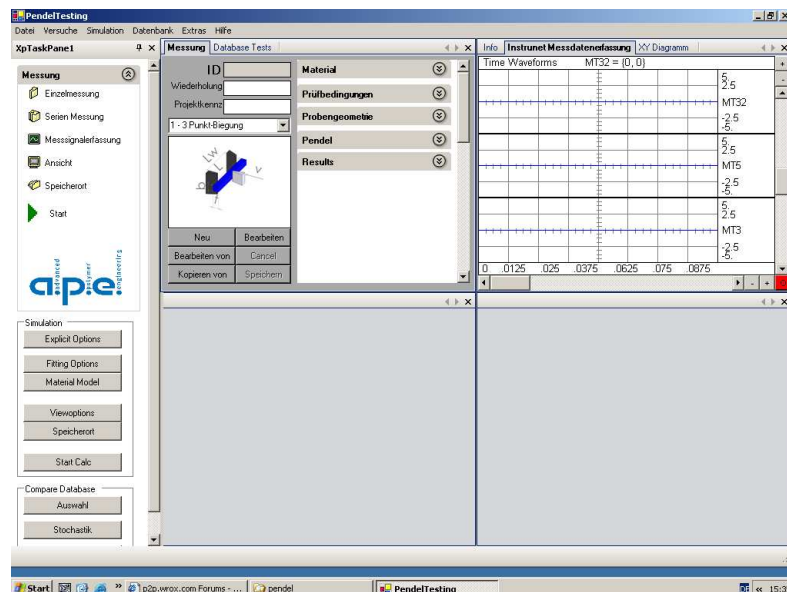 PendelTesting
Datei Versuche Simulation Datenbank Extras Hilfe
XpTaskPane1
Messung
Einzelmessung
Serien Messung
Messsignalerfassung
Ansicht
Speicherort
Start
advanced polymer engineering
a.p.e.
Simulation
Explicit Options
Fitting Options
Material Model
Viewoptions
Speicherort
Start Calc
Compare Database
Auswahl
Stochastik
Messung Database Tests
ID
Wiederholung
Projektkennz
1 - 3 Punkt-Biegung
LW
L
b
v
Neu Bearbeiten
Bearbeiten von Cancel
Kopieren von Speichern
Material
Prüfbedingungen
Probengeometrie
Pendel
Results
Info Instrunet Messdatenerfassung XY Diagramm
Time Waveforms MT32 = {0, 0}
5.
2.5
MT32
-2.5
-5.
5.
2.5
MT5
-2.5
-5.
5.
2.5
MT3
-2.5
-5.
0 .0125 .025 .0375 .0625 .075 .0875
Start p2p.wrox.com Forums - ... pendel PendelTesting DE 15:3